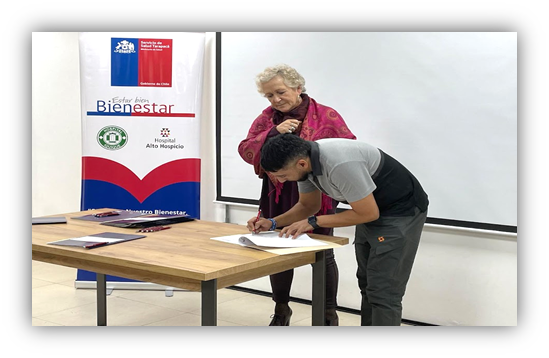 Servicio de
Salud Tarapacá
Gobierno de Chile
Estar bien
Bienestar
Hospital
Alto Hospicio
Nuestro Bienestar.